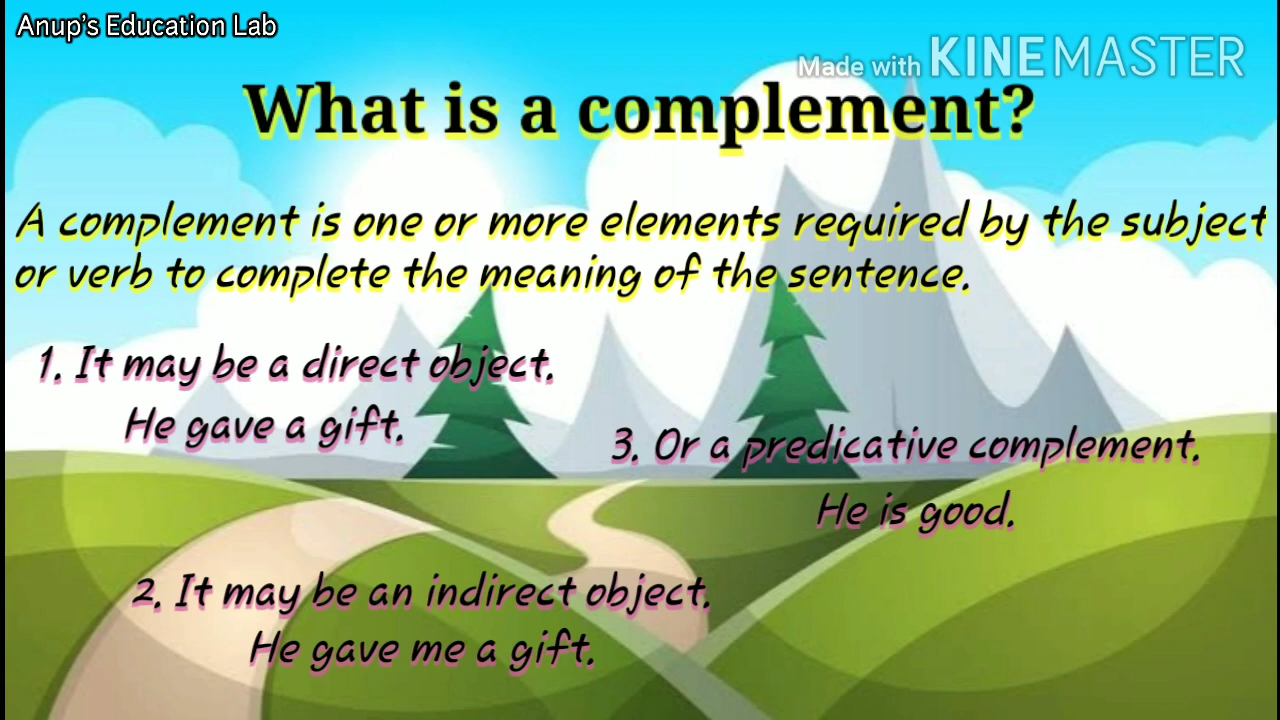 Anup's Education Lab
Made with KINEMASTER
What is a complement?
A complement is one or more elements required by the subject
or verb to complete the meaning of the sentence.
1. It may be a direct object.
He gave a gift.
3. Or a predicative complement.
He is good.
2. It may be an indirect object.
He gave me a gift.